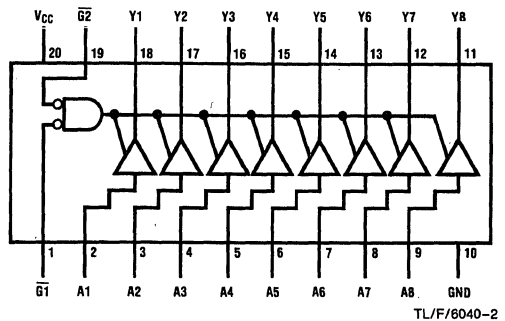 VCC G2 Y1 Y2 Y3 Y4 Y5 Y6 Y7 Y8
20 19 18 17 16 15 14 13 12 11
1 2 3 4 5 6 7 8 9 10
G1 A1 A2 A3 A4 A5 A6 A7 A8 GND
TL/F/6040-2